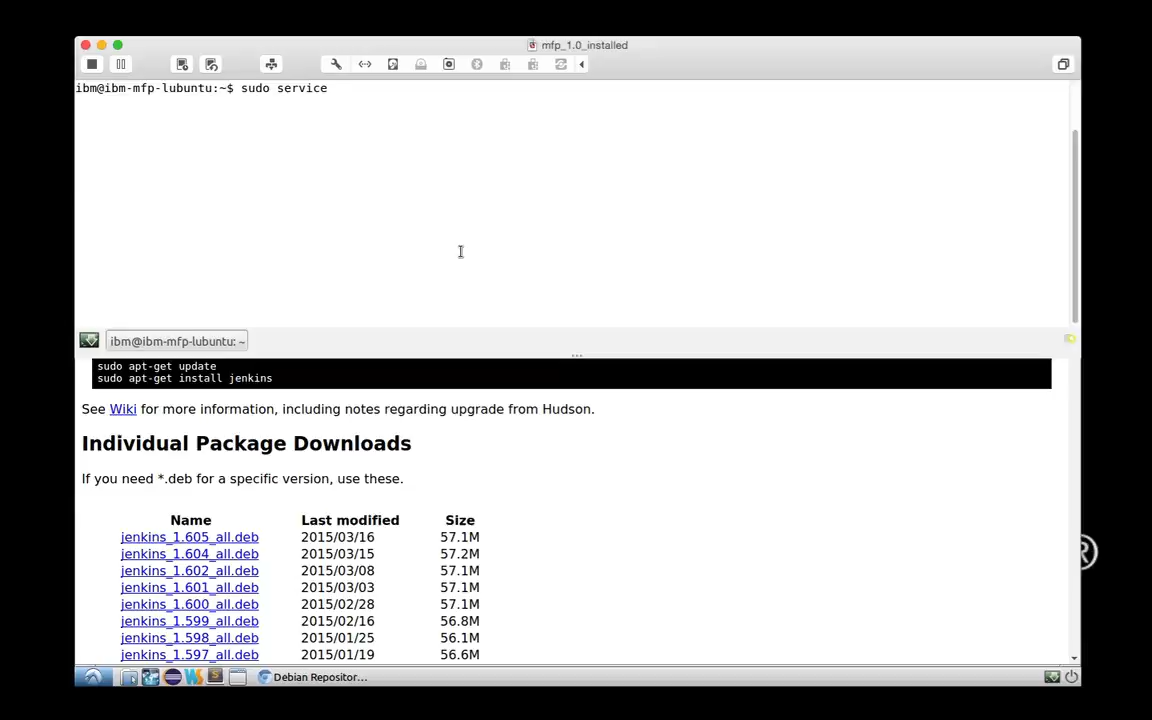 mfp_1.0_installed
ibm@ibm-mfp-lubuntu:~$ sudo service
ibm@ibm-mfp-lubuntu: ~
sudo apt-get update
sudo apt-get install jenkins
See Wiki for more information, including notes regarding upgrade from Hudson.
Individual Package Downloads
If you need *.deb for a specific version, use these.
Name Last modified Size
jenkins_1.605_all.deb 2015/03/16 57.1M
jenkins_1.604_all.deb 2015/03/15 57.2M
jenkins_1.602_all.deb 2015/03/08 57.1M
jenkins_1.601_all.deb 2015/03/03 57.1M
jenkins_1.600_all.deb 2015/02/28 57.1M
jenkins_1.599_all.deb 2015/02/16 56.8M
jenkins_1.598_all.deb 2015/01/25 56.1M
jenkins_1.597_all.deb 2015/01/19 56.6M
®
Debian Repositor...